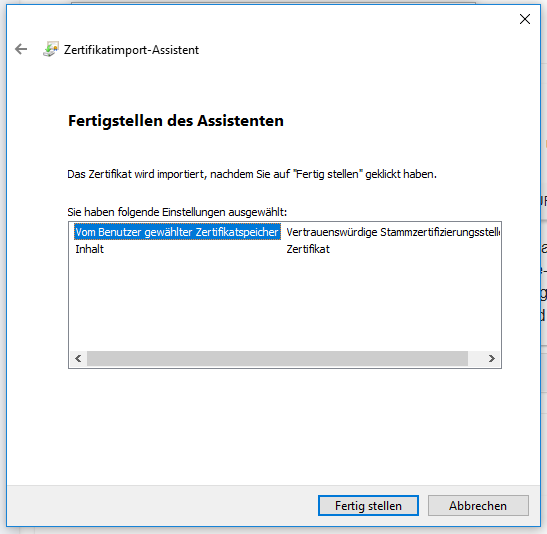 Zertifikatimport-Assistent
Fertigstellen des Assistenten
Das Zertifikat wird importiert, nachdem Sie auf "Fertig stellen" geklickt haben.
Sie haben folgende Einstellungen ausgewählt:
Vom Benutzer gewählter Zertifikatspeicher Vertrauenswürdige Stammzertifizierungsstelle
Inhalt Zertifikat
Fertig stellen Abbrechen